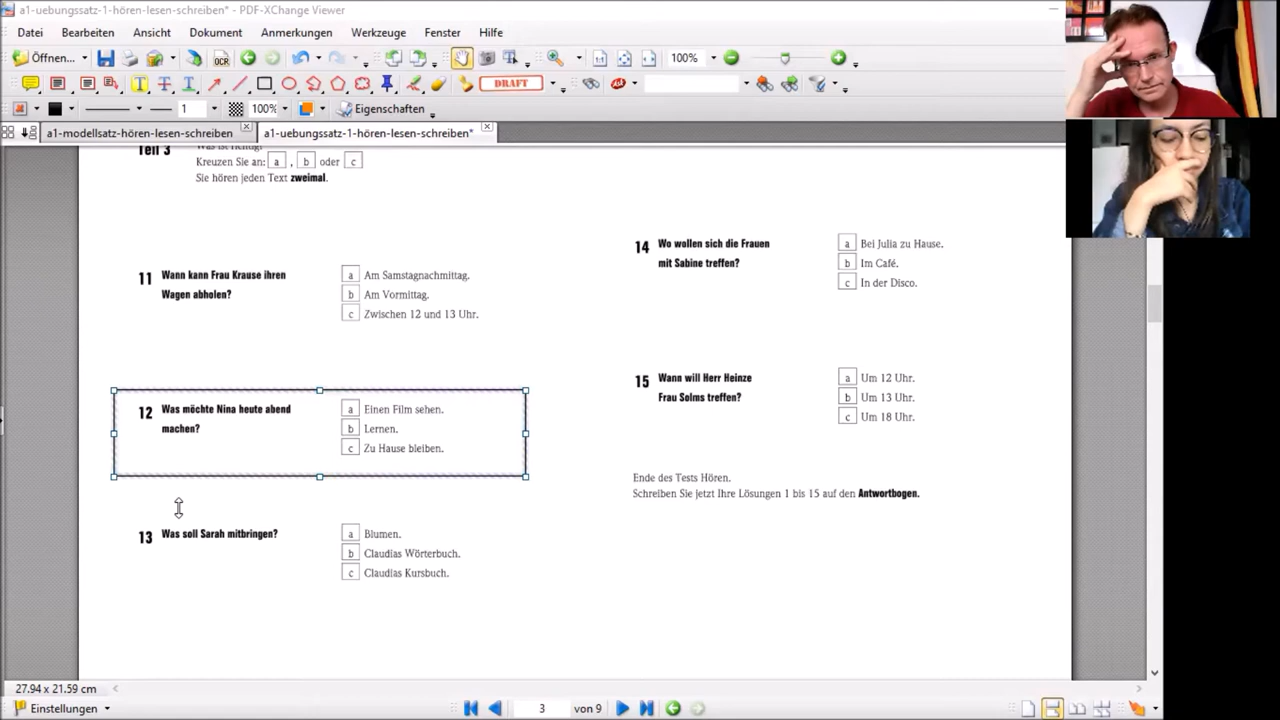 a1-uebungssatz-1-hören-lesen-schreiben* - PDF-XChange Viewer
Datei Bearbeiten Ansicht Dokument Anmerkungen Werkzeuge Fenster Hilfe
Öffnen... OCR 100%
DRAFT
1 100% Eigenschaften
a1-modellsatz-hören-lesen-schreiben a1-uebungssatz-1-hören-lesen-schreiben*
Teil 3 Was ist richtig?
Kreuzen Sie an: a , b oder c
Sie hören jeden Text zweimal.
11 Wann kann Frau Krause ihren Wagen abholen?
a Am Samstagnachmittag.
b Am Vormittag.
c Zwischen 12 und 13 Uhr.
12 Was möchte Nina heute abend machen?
a Einen Film sehen.
b Lernen.
c Zu Hause bleiben.
13 Was soll Sarah mitbringen?
a Blumen.
b Claudias Wörterbuch.
c Claudias Kursbuch.
14 Wo wollen sich die Frauen mit Sabine treffen?
a Bei Julia zu Hause.
b Im Café.
c In der Disco.
15 Wann will Herr Heinze Frau Solms treffen?
a Um 12 Uhr.
b Um 13 Uhr.
c Um 18 Uhr.
Ende des Tests Hören.
Schreiben Sie jetzt Ihre Lösungen 1 bis 15 auf den Antwortbogen.
27.94 x 21.59 cm
Einstellungen 3 von 9